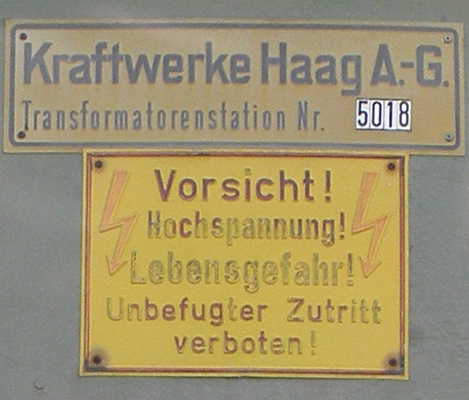 Kraftwerke Haag A.-G.
Transformatorenstation Nr. 5018
Vorsicht!
Hochspannung!
Lebensgefahr!
Unbefugter Zutritt
verboten!